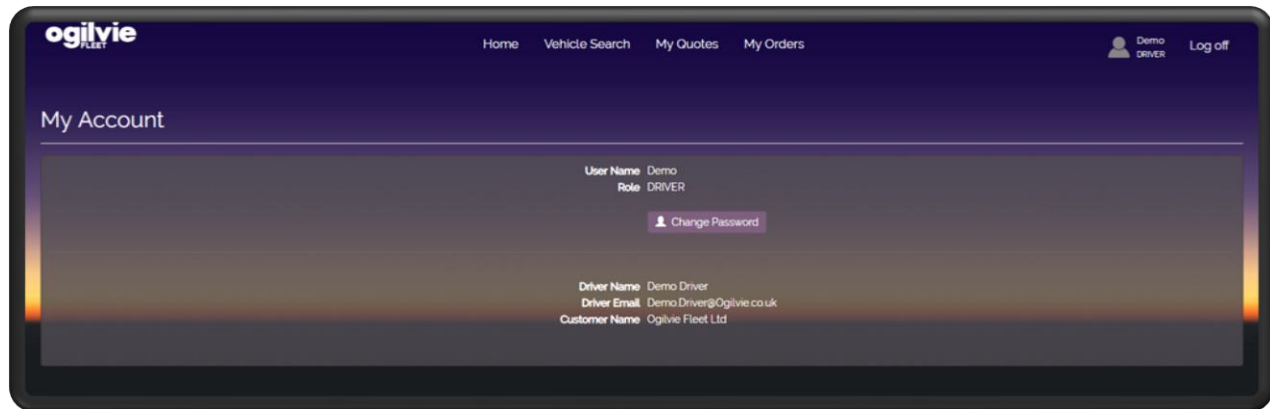 ogilvie
FLEET
Home Vehicle Search My Quotes My Orders
Demo
DRIVER
Log off
My Account
User Name Demo
Role DRIVER
Change Password
Driver Name Demo Driver
Driver Email Demo.Driver@Ogilvie.co.uk
Customer Name Ogilvie Fleet Ltd